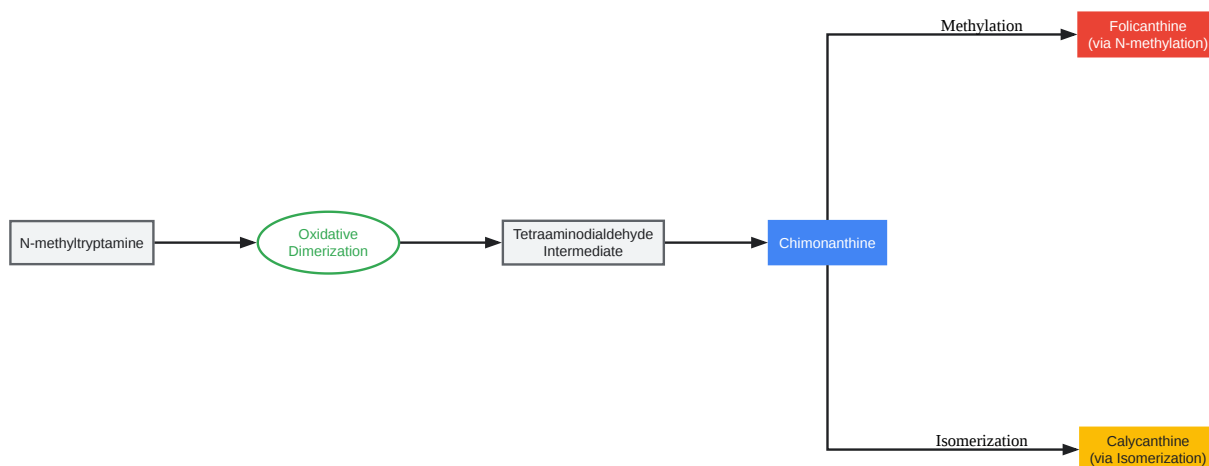 Methylation
Folicanthine
(via N-methylation)
N-methyltryptamine
Oxidative
Dimerization
Tetraaminodialdehyde
Intermediate
Chimonanthine
Isomerization
Calycanthine
(via Isomerization)